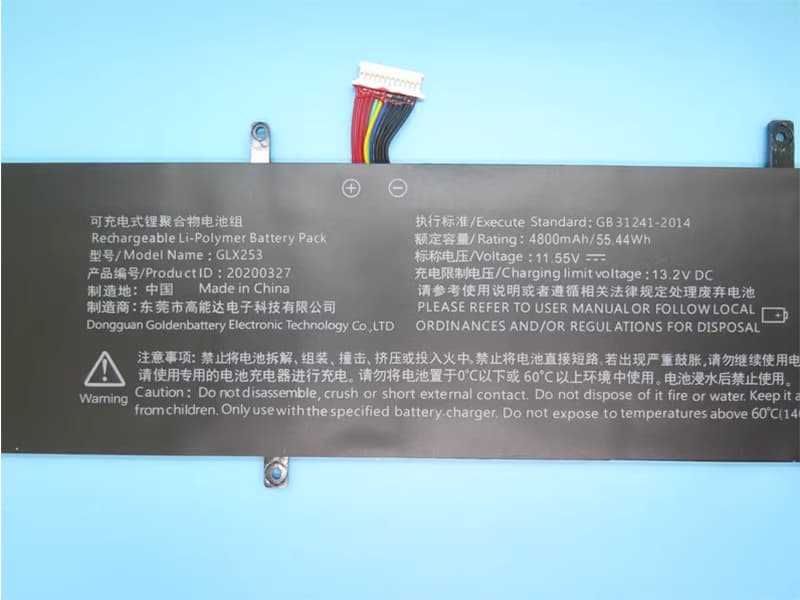 可充电式锂聚合物电池组
Rechargeable Li-Polymer Battery Pack
型号/Model Name: GLX253
产品编号/Product ID: 20200327
制造地: 中国 Made in China
制造商: 东莞市高能达电子科技有限公司
Dongguan Goldenbattery Electronic Technology Co.,LTD
执行标准/Execute Standard: GB 31241-2014
额定容量/Rating: 4800mAh/55.44Wh
标称电压/Voltage: 11.55V
充电限制电压/Charging limit voltage: 13.2V DC
请参考使用说明或者遵循相关法律规定处理废弃电池
PLEASE REFER TO USER MANUAL OR FOLLOW LOCAL
ORDINANCES AND/OR REGULATIONS FOR DISPOSAL
Warning
注意事项: 禁止将电池拆解、组装、撞击、挤压或投入火中。禁止将电池直接短路。若出现严重鼓胀,请勿继续使用电
请使用专用的电池充电器进行充电。请勿将电池置于0℃以下或 60℃以上环境中使用。电池浸水后禁止使用。
Caution: Do not disassemble, crush or short external contact. Do not dispose of it fire or water. Keep it a
from children. Only use with the specified battery charger. Do not expose to temperatures above 60℃(140